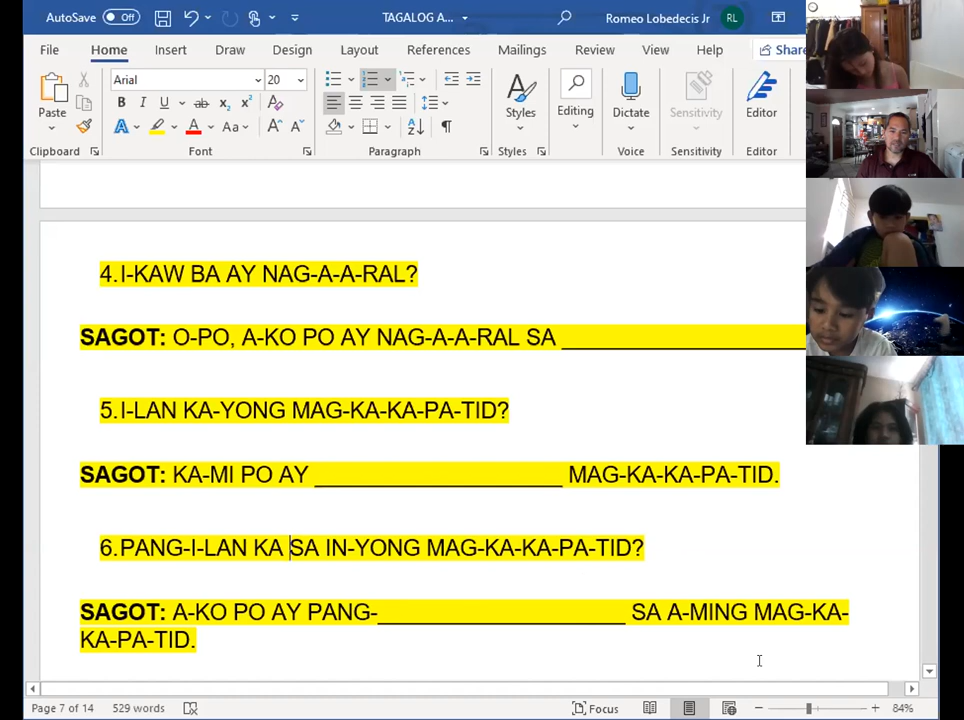 AutoSave Off TAGALOG A... Romeo Lobedecis Jr RL
File Home Insert Draw Design Layout References Mailings Review View Help Share
Arial 20
Paste Styles Editing Dictate Sensitivity Editor
Clipboard Font Paragraph Styles Voice Sensitivity Editor
4. I-KAW BA AY NAG-A-A-RAL?
SAGOT: O-PO, A-KO PO AY NAG-A-A-RAL SA ____________________
5. I-LAN KA-YONG MAG-KA-KA-PA-TID?
SAGOT: KA-MI PO AY ____________________ MAG-KA-KA-PA-TID.
6. PANG-I-LAN KA SA IN-YONG MAG-KA-KA-PA-TID?
SAGOT: A-KO PO AY PANG-____________________ SA A-MING MAG-KA-
KA-PA-TID.
Page 7 of 14 529 words Focus 84%